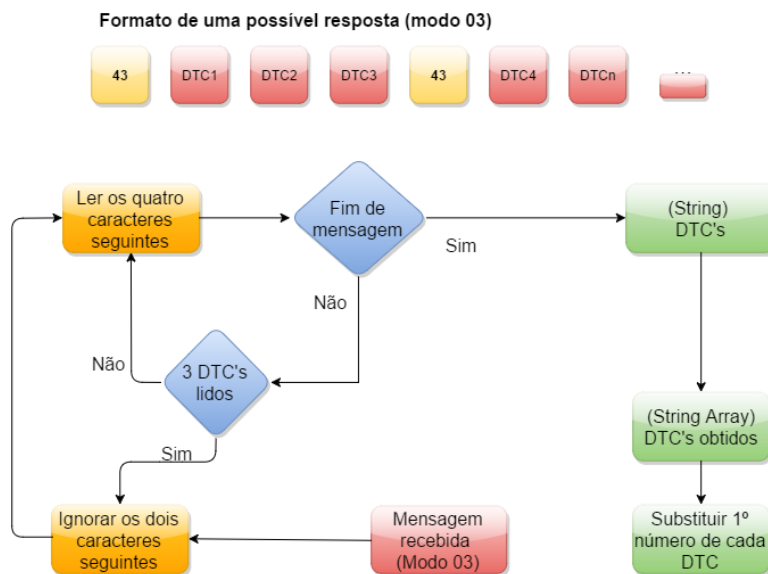 Formato de uma possível resposta (modo 03)
43 DTC1 DTC2 DTC3 43 DTC4 DTCn ...
Ler os quatro
caracteres
seguintes
Fim de
mensagem
Sim
(String)
DTC's
Não
3 DTC's
lidos
Não
Sim
(String Array)
DTC's obtidos
Ignorar os dois
caracteres
seguintes
Mensagem
recebida
(Modo 03)
Substituir 1º
número de cada
DTC